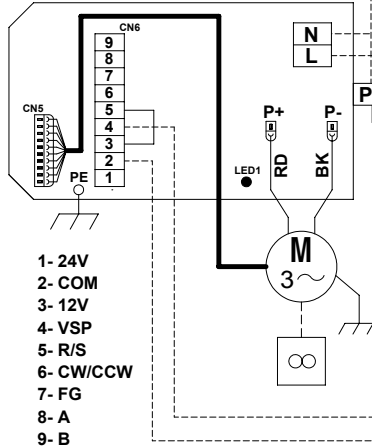 CN6
9
8
7
6
5
4
3
2
1
CN5
PE
N
L
P
P+
P-
RD
BK
LED1
M
3~
1- 24V
2- COM
3- 12V
4- VSP
5- R/S
6- CW/CCW
7- FG
8- A
9- B